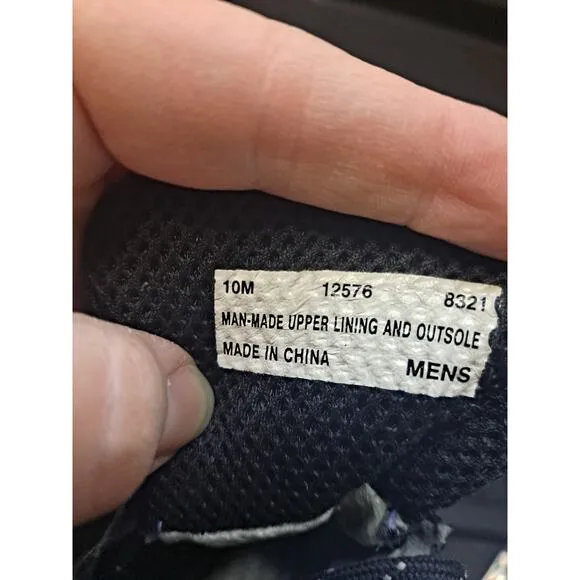 10M 12576 8321
MAN-MADE UPPER LINING AND OUTSOLE
MADE IN CHINA MENS